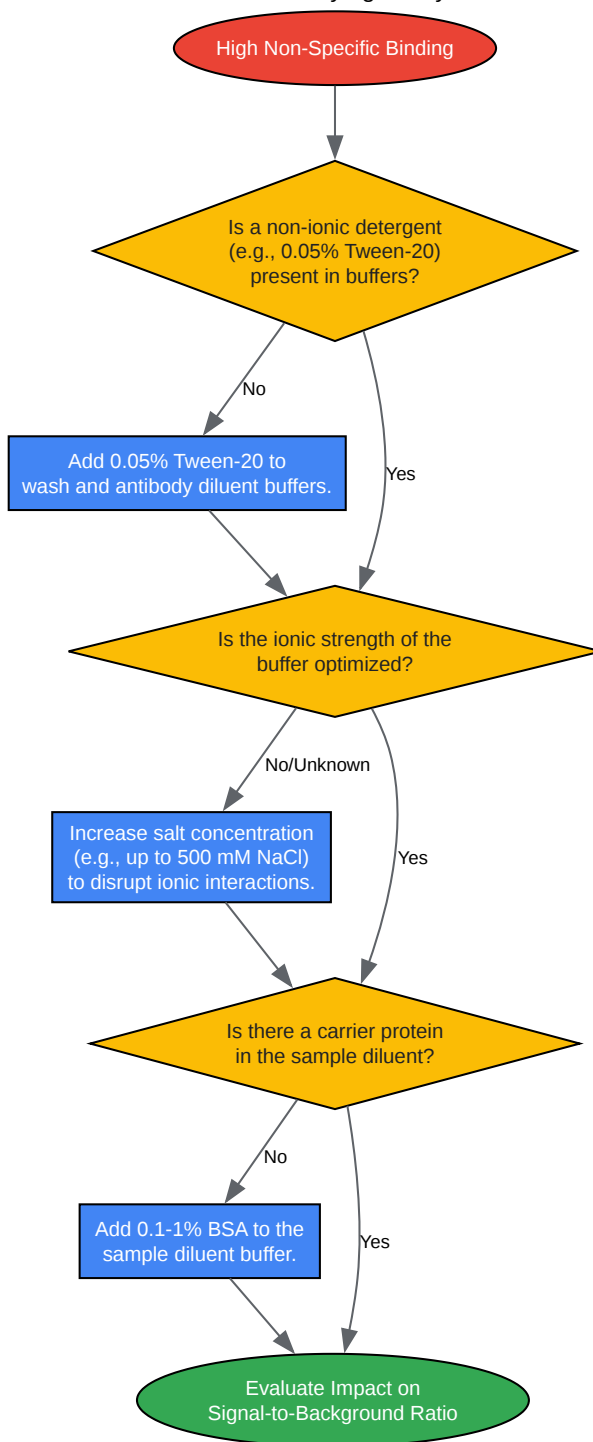 High Non-Specific Binding
Is a non-ionic detergent
(e.g., 0.05% Tween-20)
present in buffers?
No
Add 0.05% Tween-20 to
wash and antibody diluent buffers.
Yes
Is the ionic strength of the
buffer optimized?
No/Unknown
Increase salt concentration
(e.g., up to 500 mM NaCl)
to disrupt ionic interactions.
Yes
Is there a carrier protein
in the sample diluent?
No
Add 0.1-1% BSA to the
sample diluent buffer.
Yes
Evaluate Impact on
Signal-to-Background Ratio